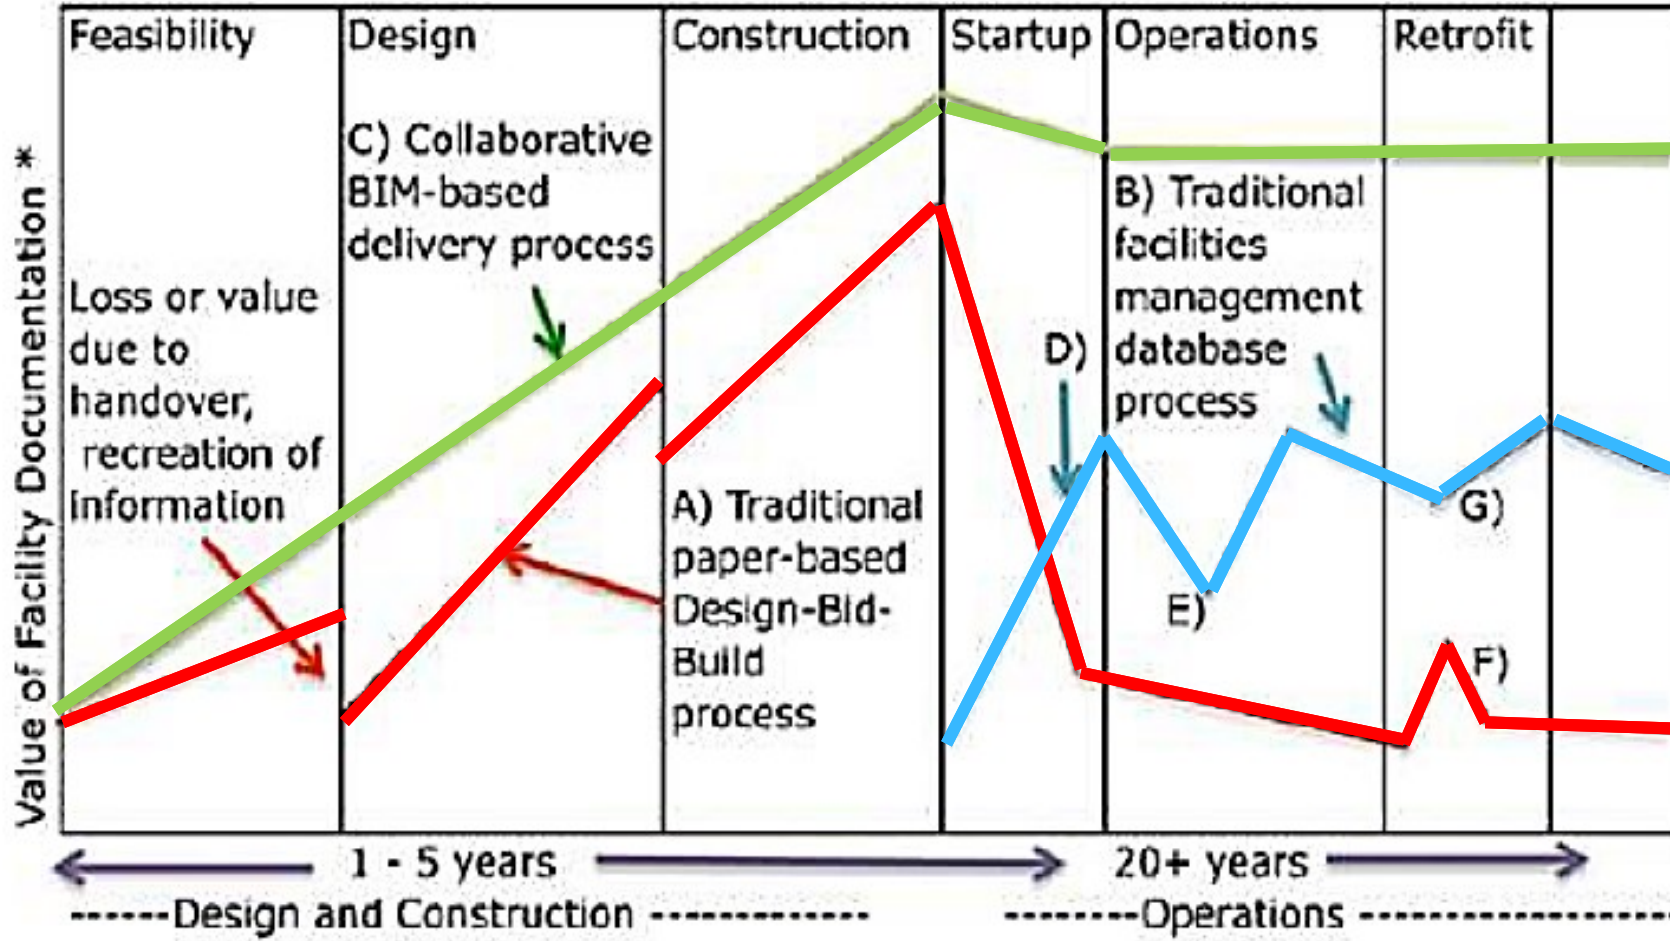 Feasibility
Design
Construction
Startup
Operations
Retrofit
Value of Facility Documentation *
Loss or value
due to
handover,
recreation of
information
C) Collaborative
BIM-based
delivery process
A) Traditional
paper-based
Design-Bid-
Build
process
D)
B) Traditional
facilities
management
database
process
E)
G)
F)
1 - 5 years
20+ years
------Design and Construction --------------
--------Operations -------------------